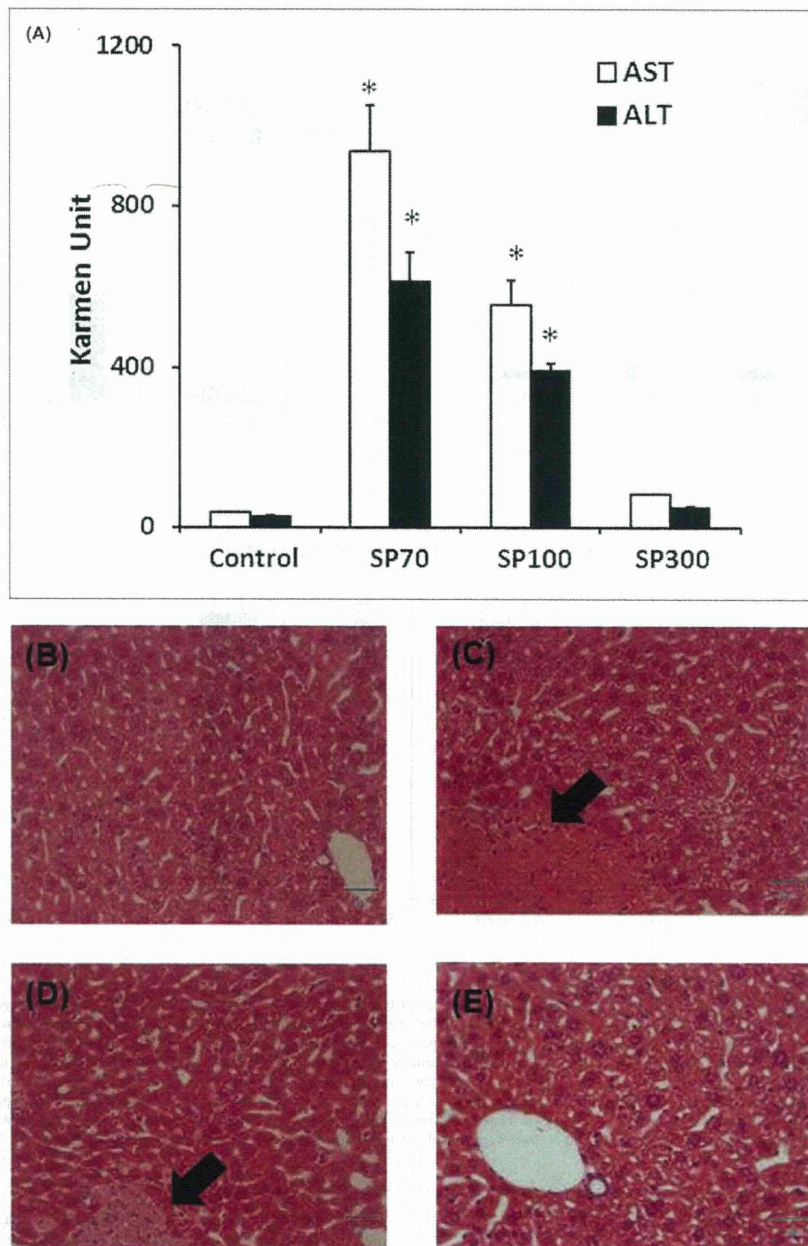 (A)
1200
AST
ALT
*
*
*
*
800
400
0
Karmen Unit
Control SP70 SP100 SP300
(B)
(C)
(D)
(E)